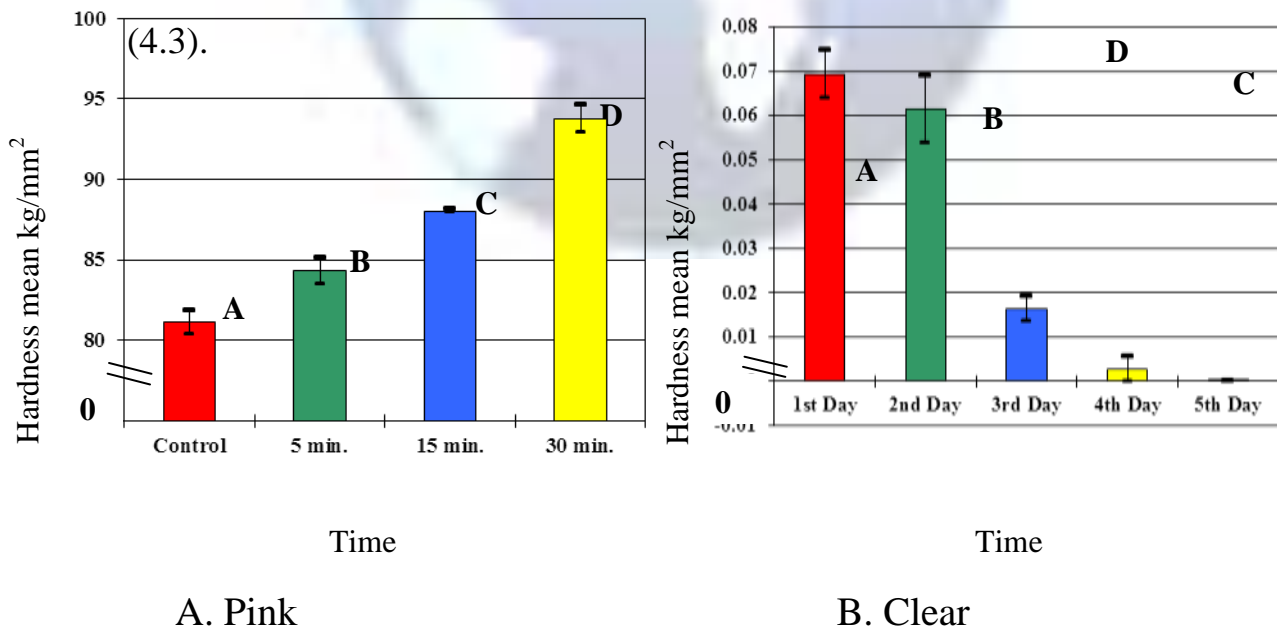 (4.3).
Hardness mean kg/mm²
100
95
90
85
80
0
A
B
C
D
Control 5 min. 15 min. 30 min.
Time
A. Pink
Hardness mean kg/mm²
0.08
0.07
0.06
0.05
0.04
0.03
0.02
0.01
0
-0.01
A
B
D
C
1st Day 2nd Day 3rd Day 4th Day 5th Day
Time
B. Clear